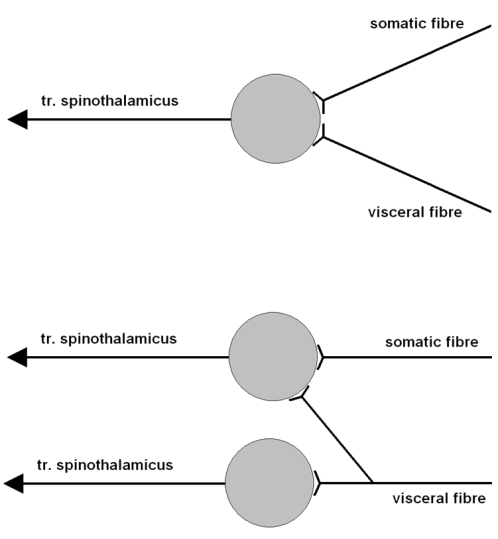 somatic fibre
tr. spinothalamicus
visceral fibre
tr. spinothalamicus
somatic fibre
tr. spinothalamicus
visceral fibre